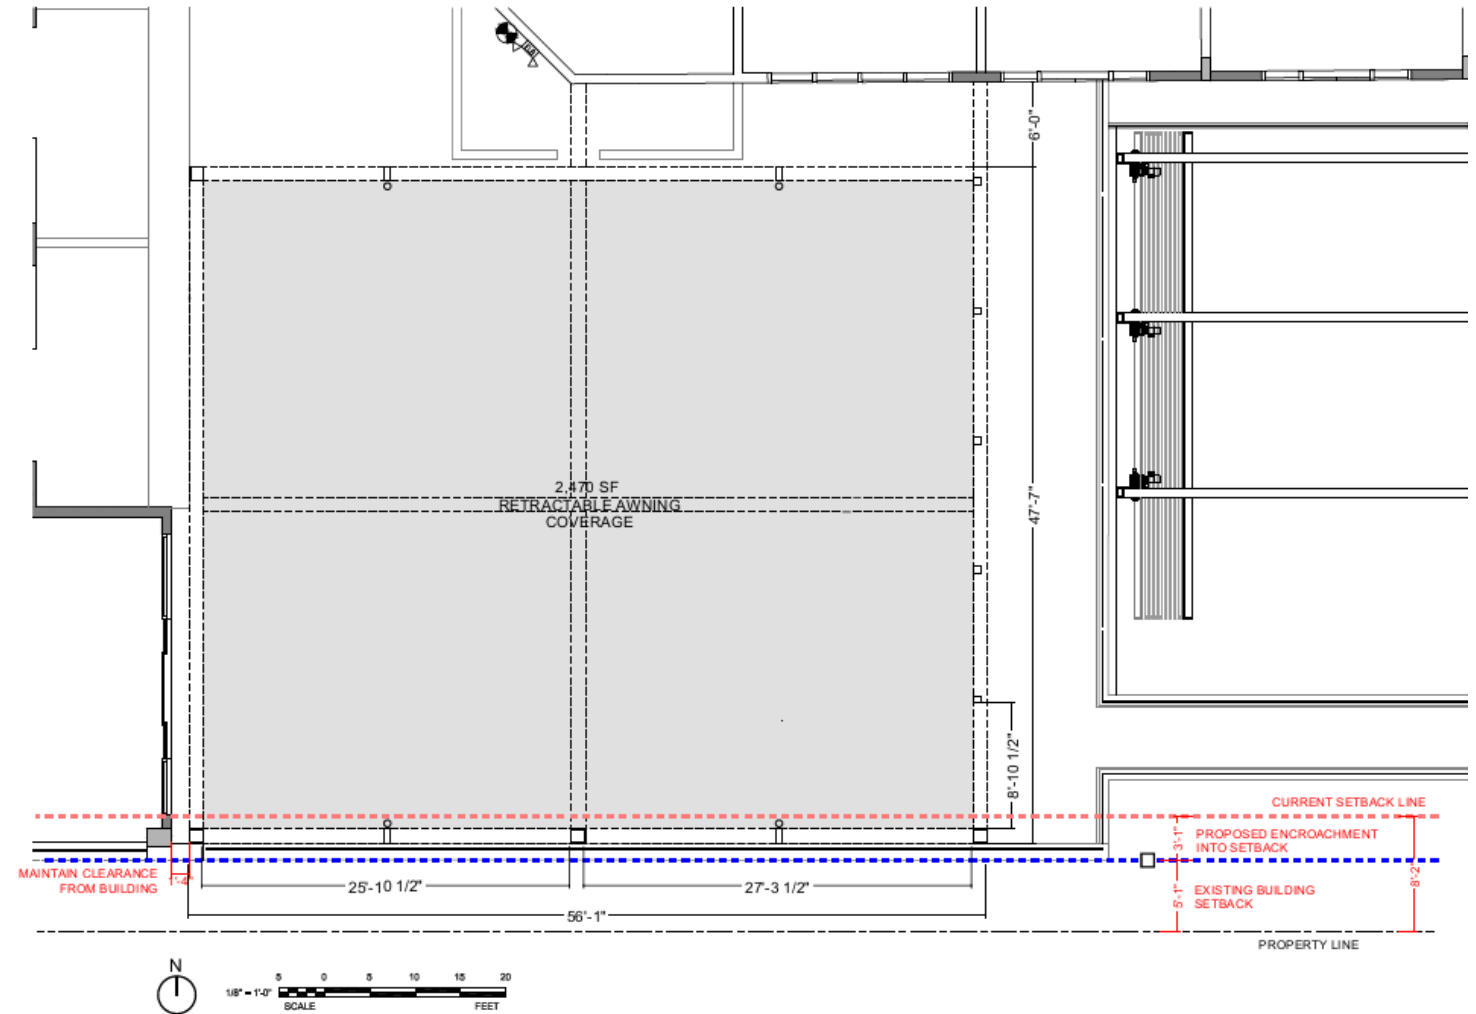 6'-0"
2,470 SF
RETRACTABLE AWNING
COVERAGE
47'-7"
8'-10 1/2"
CURRENT SETBACK LINE
3'-1"
PROPOSED ENCROACHMENT
INTO SETBACK
8'-2"
MAINTAIN CLEARANCE
FROM BUILDING
25'-10 1/2"
27'-3 1/2"
5'-1"
EXISTING BUILDING
SETBACK
56'-1"
PROPERTY LINE
N
5 0 5 10 15 20
1/8" = 1'-0"
SCALE FEET